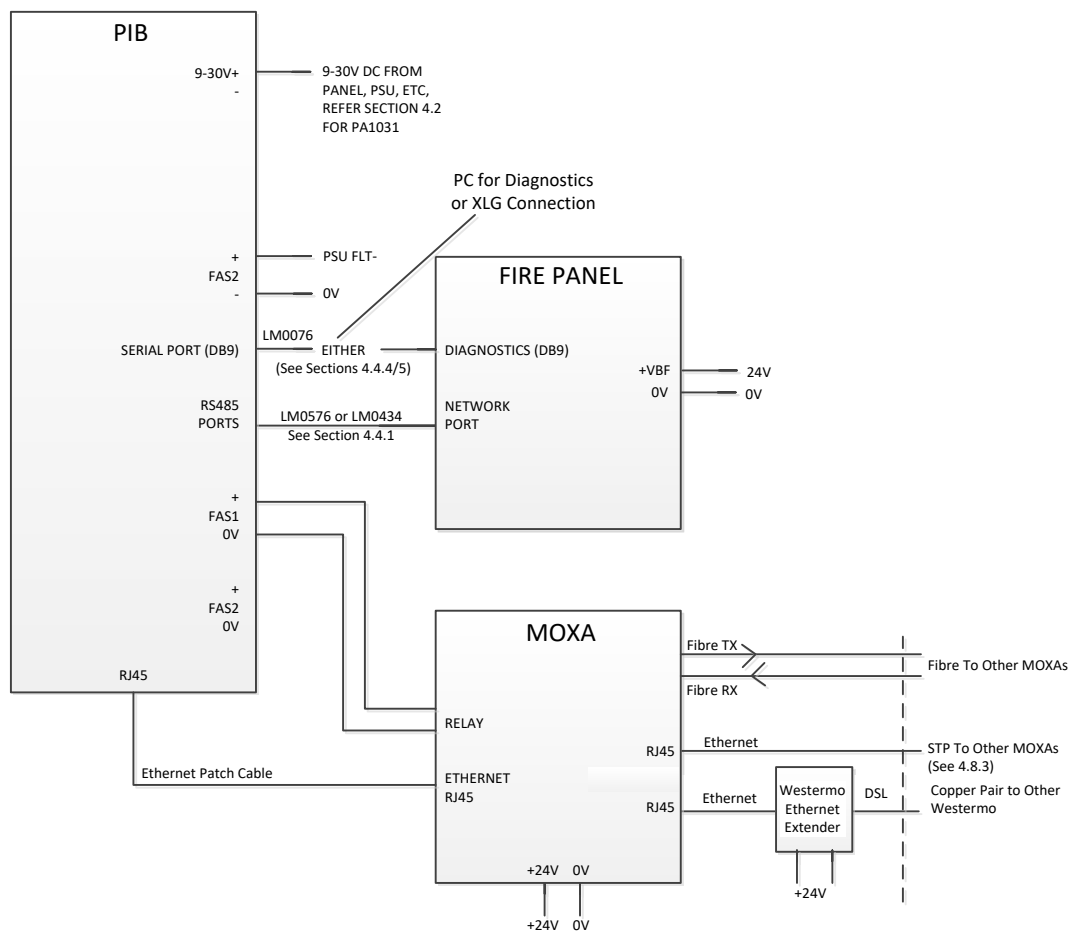 PIB
9-30V+
-
9-30V DC FROM
PANEL, PSU, ETC,
REFER SECTION 4.2
FOR PA1031
PC for Diagnostics
or XLG Connection
+
FAS2
-
PSU FLT-
0V
FIRE PANEL
SERIAL PORT (DB9)
LM0076
EITHER
(See Sections 4.4.4/5)
DIAGNOSTICS (DB9)
+VBF
0V
24V
0V
RS485
PORTS
LM0576 or LM0434
See Section 4.4.1
NETWORK
PORT
+
FAS1
0V
+
FAS2
0V
RJ45
MOXA
Fibre TX
Fibre RX
Fibre To Other MOXAs
RELAY
RJ45
Ethernet
STP To Other MOXAs
(See 4.8.3)
Ethernet Patch Cable
ETHERNET
RJ45
RJ45
Ethernet
Westermo
Ethernet
Extender
DSL
Copper Pair to Other
Westermo
+24V
+24V 0V
+24V 0V